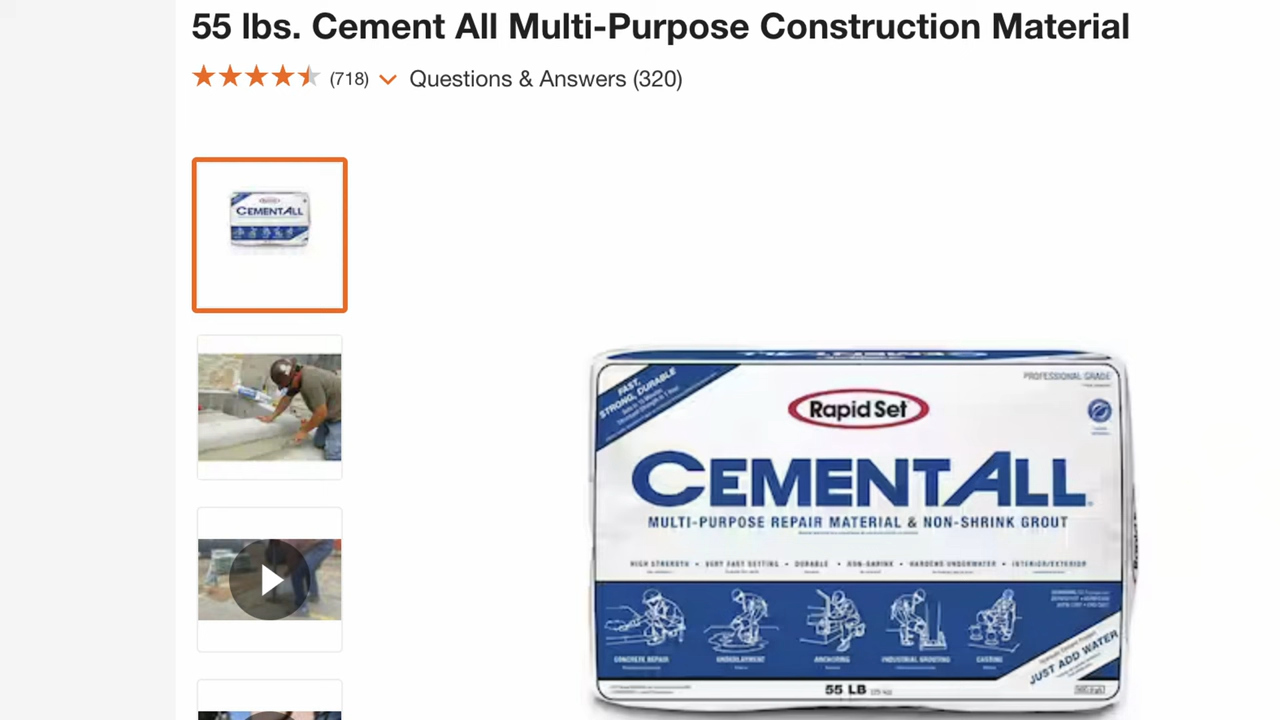 55 lbs. Cement All Multi-Purpose Construction Material
(718) Questions & Answers (320)
CEMENTALL
FAST,
STRONG, DURABLE
PROFESSIONAL GRADE
Rapid Set
CEMENTALL
MULTI-PURPOSE REPAIR MATERIAL & NON-SHRINK GROUT
HIGH STRENGTH • VERY FAST SETTING • DURABLE • NON-SHRINK • HARDENS UNDERWATER • INTERIOR/EXTERIOR
CONCRETE REPAIR UNDERLAYMENT ANCHORING INDUSTRIAL GROUTING CASTING
JUST ADD WATER
55 LB